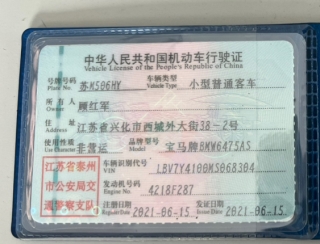 中华人民共和国机动车行驶证
Vehicle License of the People's Republic of China
号牌号码 苏M506HY 车辆类型 小型普通客车
Plate No. Vehicle Type
所有人 顾红军
Owner
住址 江苏省兴化市西城外大街38-2号
Address
使用性质 非营运 品牌型号 宝马牌BMW6475AS
Use Character Model
江苏省泰州 车辆识别代号 LBV7Y4100MS068304
VIN
市公安局交 发动机号码 4218F287
Engine No.
通警察支队 注册日期 2021-06-15 发证日期 2021-06-15
Register Date Issue Date